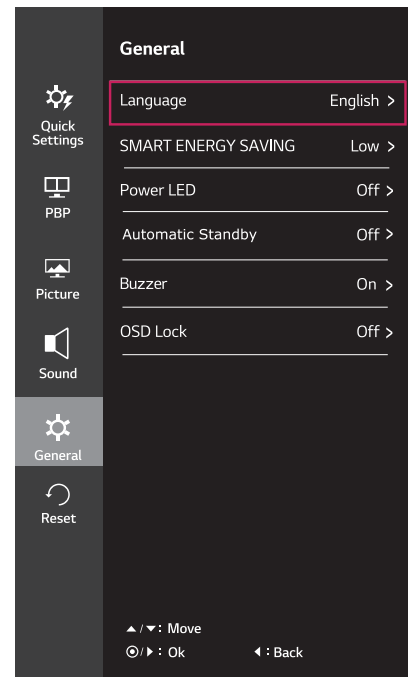 General
Language English >
SMART ENERGY SAVING Low >
Power LED Off >
Automatic Standby Off >
Buzzer On >
OSD Lock Off >
Quick
Settings
PBP
Picture
Sound
General
Reset
▲/▼: Move
◉/▶: Ok ◀: Back